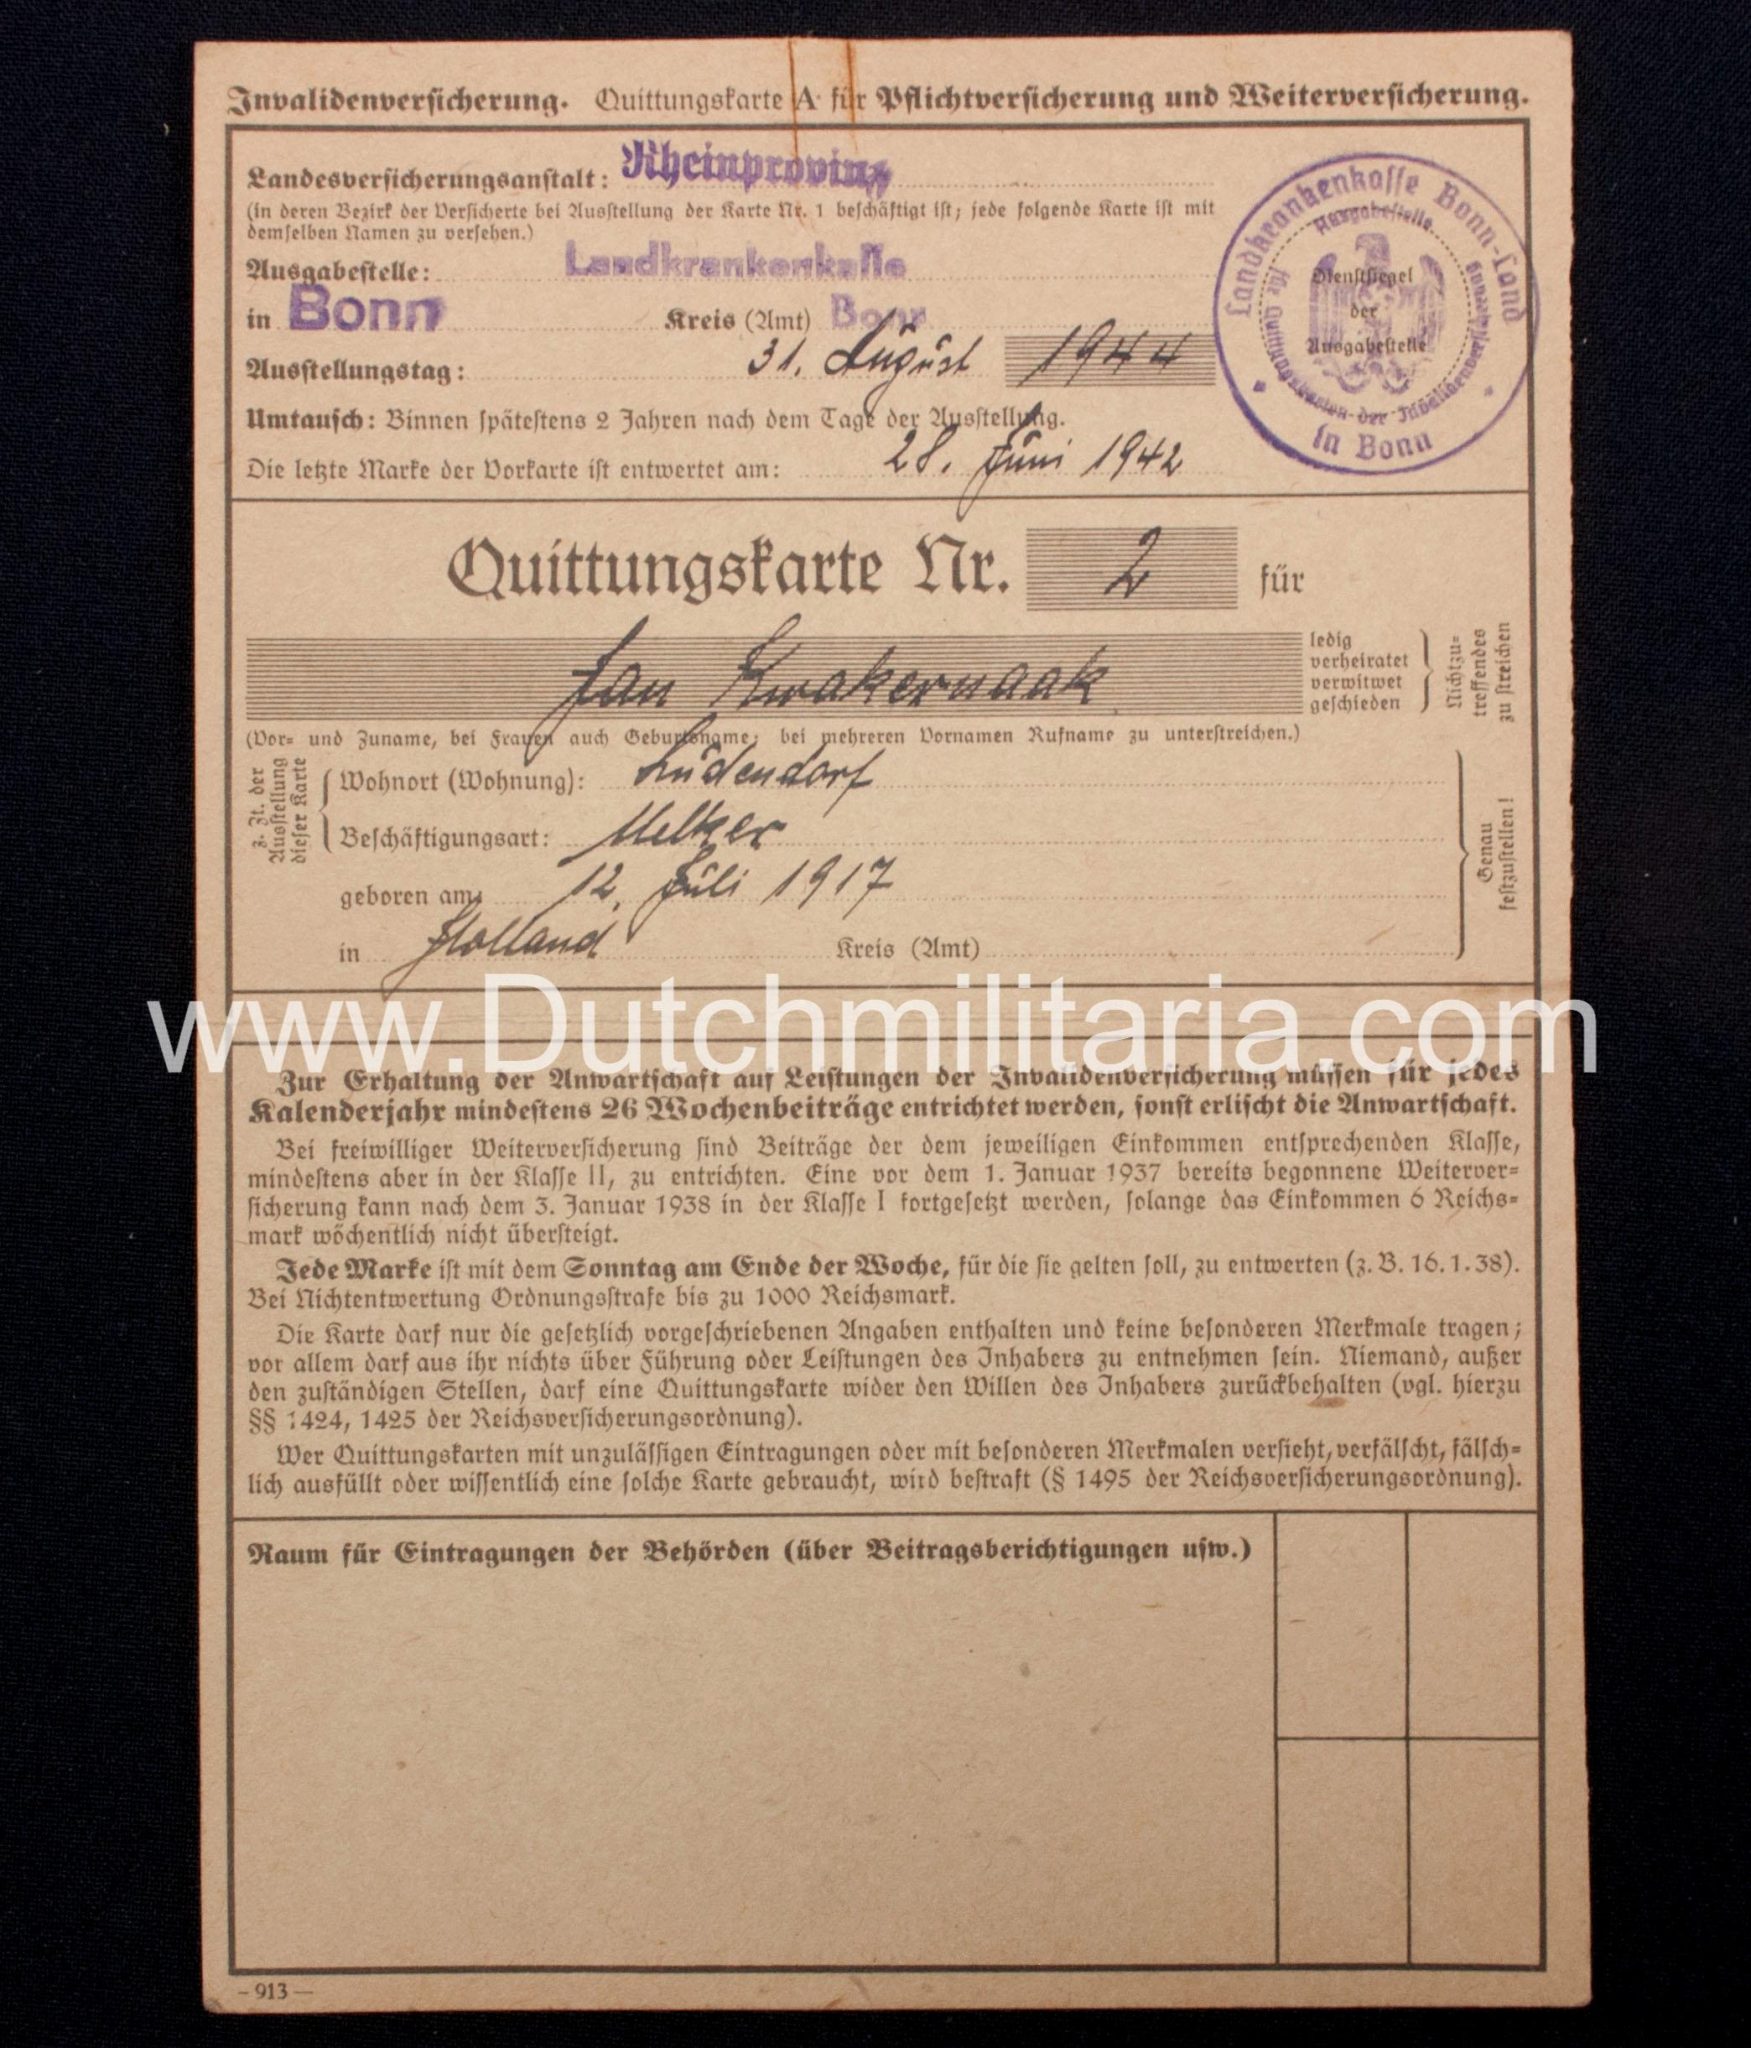 Invalidenversicherung. Quittungskarte A für Pflichtversicherung und Weiterversicherung.
Landesversicherungsanstalt: Rheinprovinz
(in deren Bezirk der Versicherte bei Ausstellung der Karte Nr. 1 beschäftigt ist; jede folgende Karte ist mit
demselben Namen zu versehen.)
Ausgabestelle: Landkrankenkasse
in Bonn Kreis (Amt) Bonn
Ausstellungstag: 31. August 1944
Umtausch: Binnen spätestens 2 Jahren nach dem Tage der Ausstellung.
Die letzte Marke der Vorkarte ist entwertet am: 28. Juni 1942
Landkrankenkasse Bonn-Land
in Bonn
Ausgabestelle
für Quittungskarten der Invalidenversicherung
Dienstsiegel
der
Ausgabestelle
Quittungskarte Nr. 2 für
Jan Kwakernaak
ledig
verheiratet
verwitwet
geschieden
Nichtzu-
treffendes
zu streichen
(Vor- und Zuname, bei Frauen auch Geburtsname; bei mehreren Vornamen Rufname zu unterstreichen.)
z. Zt. der
Ausstellung
dieser Karte
Wohnort (Wohnung): Lüdendorf
Beschäftigungsart: Melker
geboren am: 12. Juli 1917
in Holland Kreis (Amt)
Genau
festzustellen!
www.Dutchmilitaria.com
Zur Erhaltung der Anwartschaft auf Leistungen der Invalidenversicherung müssen für jedes
Kalenderjahr mindestens 26 Wochenbeiträge entrichtet werden, sonst erlischt die Anwartschaft.
Bei freiwilliger Weiterversicherung sind Beiträge der dem jeweiligen Einkommen entsprechenden Klasse,
mindestens aber in der Klasse II, zu entrichten. Eine vor dem 1. Januar 1937 bereits begonnene Weiterver-
sicherung kann nach dem 3. Januar 1938 in der Klasse I fortgesetzt werden, solange das Einkommen 6 Reichs-
mark wöchentlich nicht übersteigt.
Jede Marke ist mit dem Sonntag am Ende der Woche, für die sie gelten soll, zu entwerten (z. B. 16. 1. 38).
Bei Nichtentwertung Ordnungsstrafe bis zu 1000 Reichsmark.
Die Karte darf nur die gesetzlich vorgeschriebenen Angaben enthalten und keine besonderen Merkmale tragen;
vor allem darf aus ihr nichts über Führung oder Leistungen des Inhabers zu entnehmen sein. Niemand, außer
den zuständigen Stellen, darf eine Quittungskarte wider den Willen des Inhabers zurückbehalten (vgl. hierzu
§§ 1424, 1425 der Reichsversicherungsordnung).
Wer Quittungskarten mit unzulässigen Eintragungen oder mit besonderen Merkmalen versieht, verfälscht, fälsch-
lich ausfüllt oder wissentlich eine solche Karte gebraucht, wird bestraft (§ 1495 der Reichsversicherungsordnung).
Raum für Eintragungen der Behörden (über Beitragsberichtigungen usw.)
– 913 —